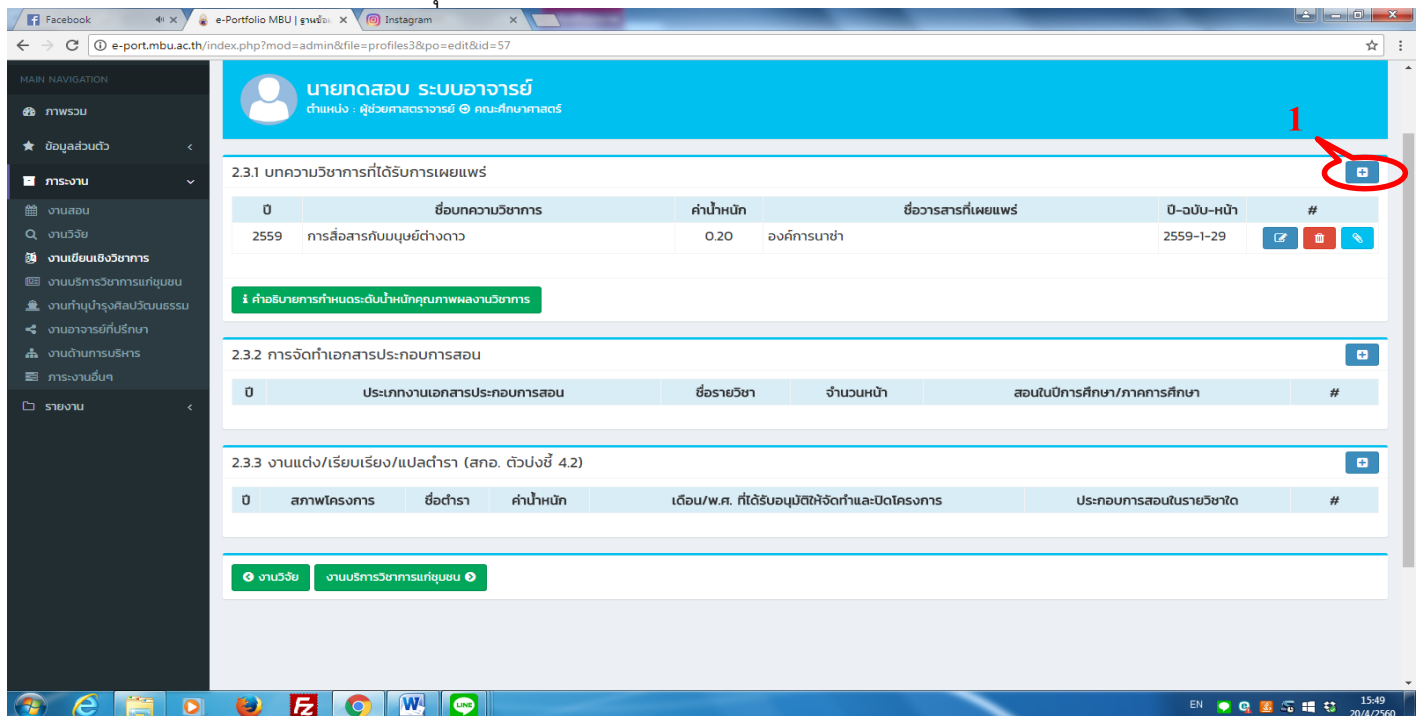 Facebook
e-Portfolio MBU | ฐานข้อ
Instagram
e-port.mbu.ac.th/index.php?mod=admin&file=profiles3&po=edit&id=57
MAIN NAVIGATION
ภาพรวม
ข้อมูลส่วนตัว
ภาระงาน
งานสอน
งานวิจัย
งานเขียนเชิงวิชาการ
งานบริการวิชาการแก่ชุมชน
งานทำนุบำรุงศิลปวัฒนธรรม
งานอาจารย์ที่ปรึกษา
งานด้านการบริหาร
ภาระงานอื่นๆ
รายงาน
นายทดสอบ ระบบอาจารย์
ตำแหน่ง : ผู้ช่วยศาสตราจารย์ คณะศึกษาศาสตร์
1
2.3.1 บทความวิชาการที่ได้รับการเผยแพร่
ปี ชื่อบทความวิชาการ ค่าน้ำหนัก ชื่อวารสารที่เผยแพร่ ปี-ฉบับ-หน้า #
2559 การสื่อสารกับมนุษย์ต่างดาว 0.20 องค์การนาซ่า 2559-1-29
คำอธิบายการกำหนดระดับน้ำหนักคุณภาพผลงานวิชาการ
2.3.2 การจัดทำเอกสารประกอบการสอน
ปี ประเภทงานเอกสารประกอบการสอน ชื่อรายวิชา จำนวนหน้า สอนในปีการศึกษา/ภาคการศึกษา #
2.3.3 งานแต่ง/เรียบเรียง/แปลตำรา (สกอ. ตัวบ่งชี้ 4.2)
ปี สภาพโครงการ ชื่อตำรา ค่าน้ำหนัก เดือน/พ.ศ. ที่ได้รับอนุมัติให้จัดทำและปิดโครงการ ประกอบการสอนในรายวิชาใด #
งานวิจัย งานบริการวิชาการแก่ชุมชน
EN 15:49
20/4/2560